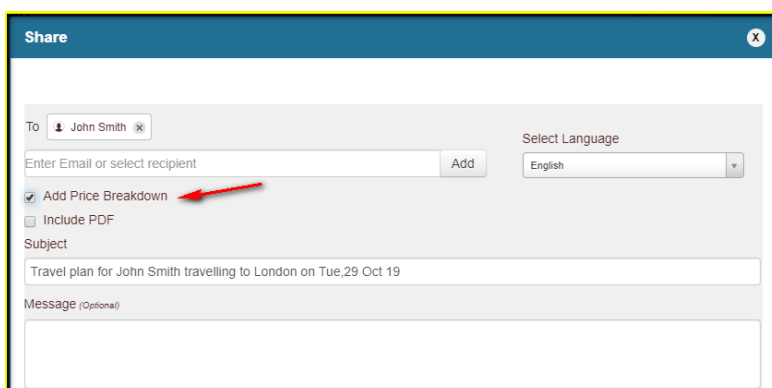 Share
X
To John Smith x
Select Language
Enter Email or select recipient Add
English
Add Price Breakdown
Include PDF
Subject
Travel plan for John Smith travelling to London on Tue,29 Oct 19
Message (Optional)